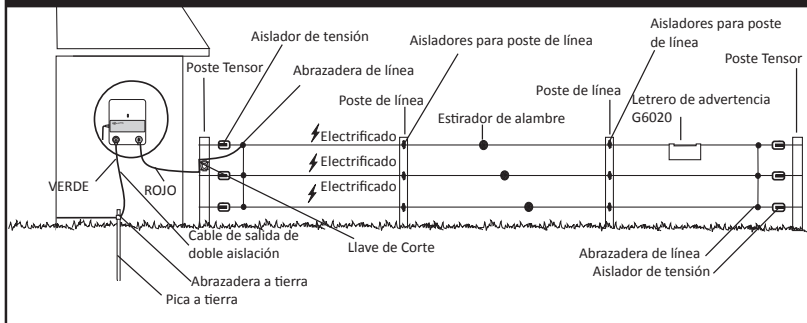 Aislador de tensión
Poste Tensor
Abrazadera de línea
Aisladores para poste de línea
Poste de línea
Estirador de alambre
Aisladores para poste
de línea
Poste de línea
Letrero de advertencia
G6020
Poste Tensor
Electrificado
Electrificado
Electrificado
VERDE
ROJO
Cable de salida de
doble aislación
Llave de Corte
Abrazadera a tierra
Pica a tierra
Abrazadera de línea
Aislador de tensión